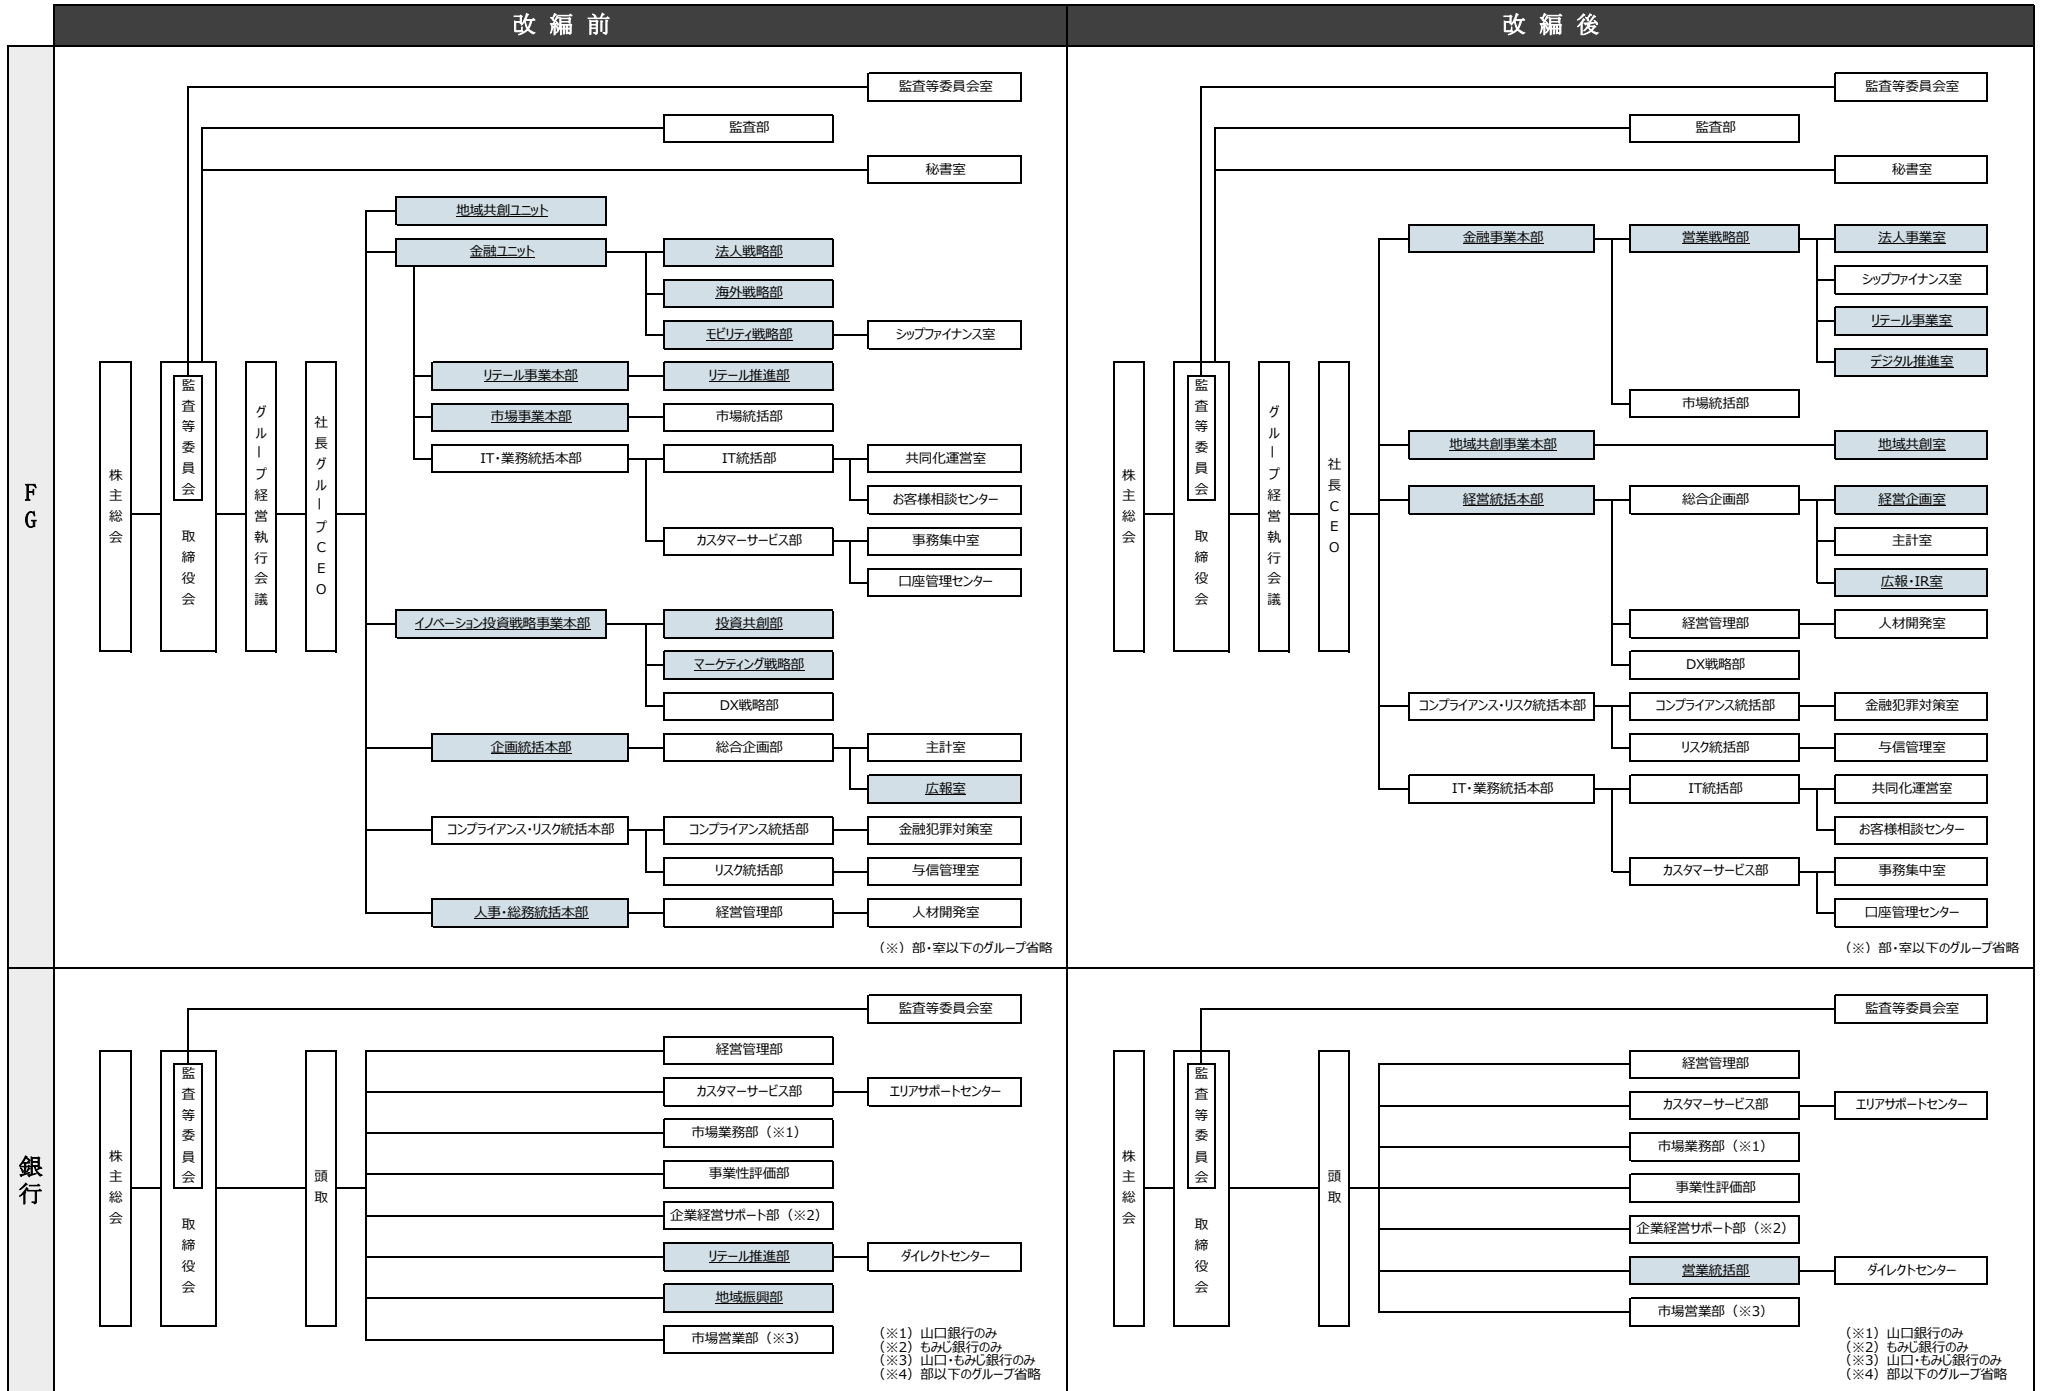 改編前
改編後
FG
監査等委員会室
監査部
秘書室
地域共創ユニット
金融ユニット
法人戦略部
海外戦略部
モビリティ戦略部
シップファイナンス室
リテール事業本部
リテール推進部
市場事業本部
市場統括部
IT・業務統括本部
IT統括部
共同化運営室
お客様相談センター
カスタマーサービス部
事務集中室
口座管理センター
株主総会
監査等委員会
取締役会
グループ経営執行会議
社長グループCEO
イノベーション投資戦略事業本部
投資共創部
マーケティング戦略部
DX戦略部
企画統括本部
総合企画部
主計室
広報室
コンプライアンス・リスク統括本部
コンプライアンス統括部
金融犯罪対策室
リスク統括部
与信管理室
人事・総務統括本部
経営管理部
人材開発室
(※)部・室以下のグループ省略
監査等委員会室
監査部
秘書室
金融事業本部
営業戦略部
法人事業室
シップファイナンス室
リテール事業室
デジタル推進室
市場統括部
地域共創事業本部
地域共創室
株主総会
監査等委員会
取締役会
グループ経営執行会議
社長CEO
経営統括本部
総合企画部
経営企画室
主計室
広報・IR室
経営管理部
人材開発室
DX戦略部
コンプライアンス・リスク統括本部
コンプライアンス統括部
金融犯罪対策室
リスク統括部
与信管理室
IT・業務統括本部
IT統括部
共同化運営室
お客様相談センター
カスタマーサービス部
事務集中室
口座管理センター
(※)部・室以下のグループ省略
銀行
監査等委員会室
株主総会
監査等委員会
取締役会
頭取
経営管理部
カスタマーサービス部
エリアサポートセンター
市場業務部(※1)
事業性評価部
企業経営サポート部(※2)
リテール推進部
ダイレクトセンター
地域振興部
市場営業部(※3)
(※1)山口銀行のみ
(※2)もみじ銀行のみ
(※3)山口・もみじ銀行のみ
(※4)部以下のグループ省略
監査等委員会室
株主総会
監査等委員会
取締役会
頭取
経営管理部
カスタマーサービス部
エリアサポートセンター
市場業務部(※1)
事業性評価部
企業経営サポート部(※2)
営業統括部
ダイレクトセンター
市場営業部(※3)
(※1)山口銀行のみ
(※2)もみじ銀行のみ
(※3)山口・もみじ銀行のみ
(※4)部以下のグループ省略